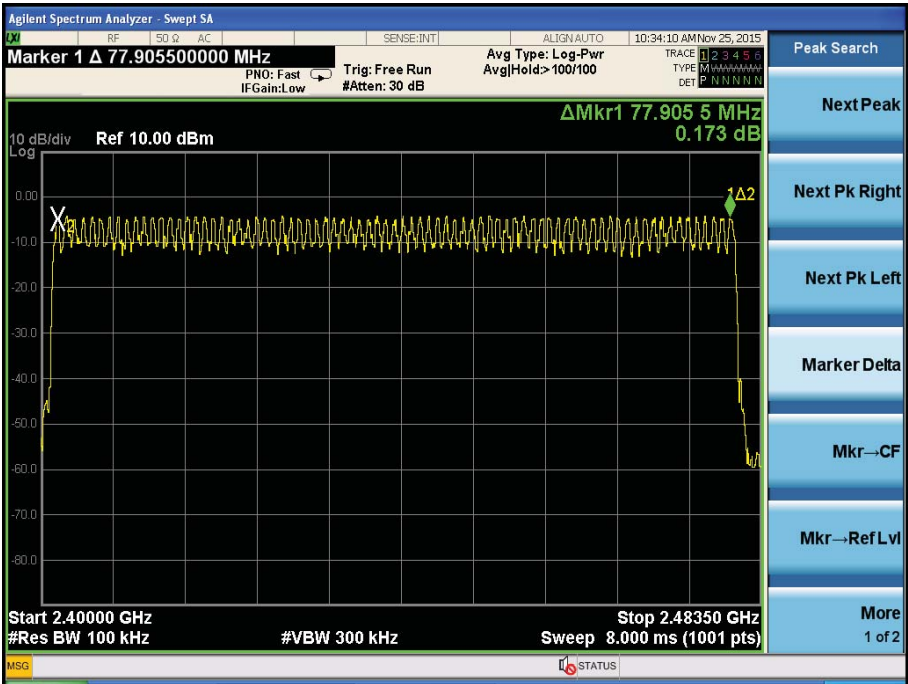 Agilent Spectrum Analyzer - Swept SA
LXI RF 50 Ω AC SENSE:INT ALIGN AUTO 10:34:10 AM Nov 25, 2015
Marker 1 Δ 77.905500000 MHz
PNO: Fast
IFGain:Low
Trig: Free Run
#Atten: 30 dB
Avg Type: Log-Pwr
Avg|Hold:> 100/100
TRACE 1 2 3 4 5 6
TYPE M
DET P N N N N N
Peak Search
Next Peak
Next Pk Right
Next Pk Left
Marker Delta
Mkr→CF
Mkr→Ref Lvl
More
1 of 2
ΔMkr1 77.905 5 MHz
0.173 dB
10 dB/div Ref 10.00 dBm
Log
0.00
-10.0
-20.0
-30.0
-40.0
-50.0
-60.0
-70.0
-80.0
X2
1Δ2
Start 2.40000 GHz Stop 2.48350 GHz
#Res BW 100 kHz #VBW 300 kHz Sweep 8.000 ms (1001 pts)
MSG STATUS